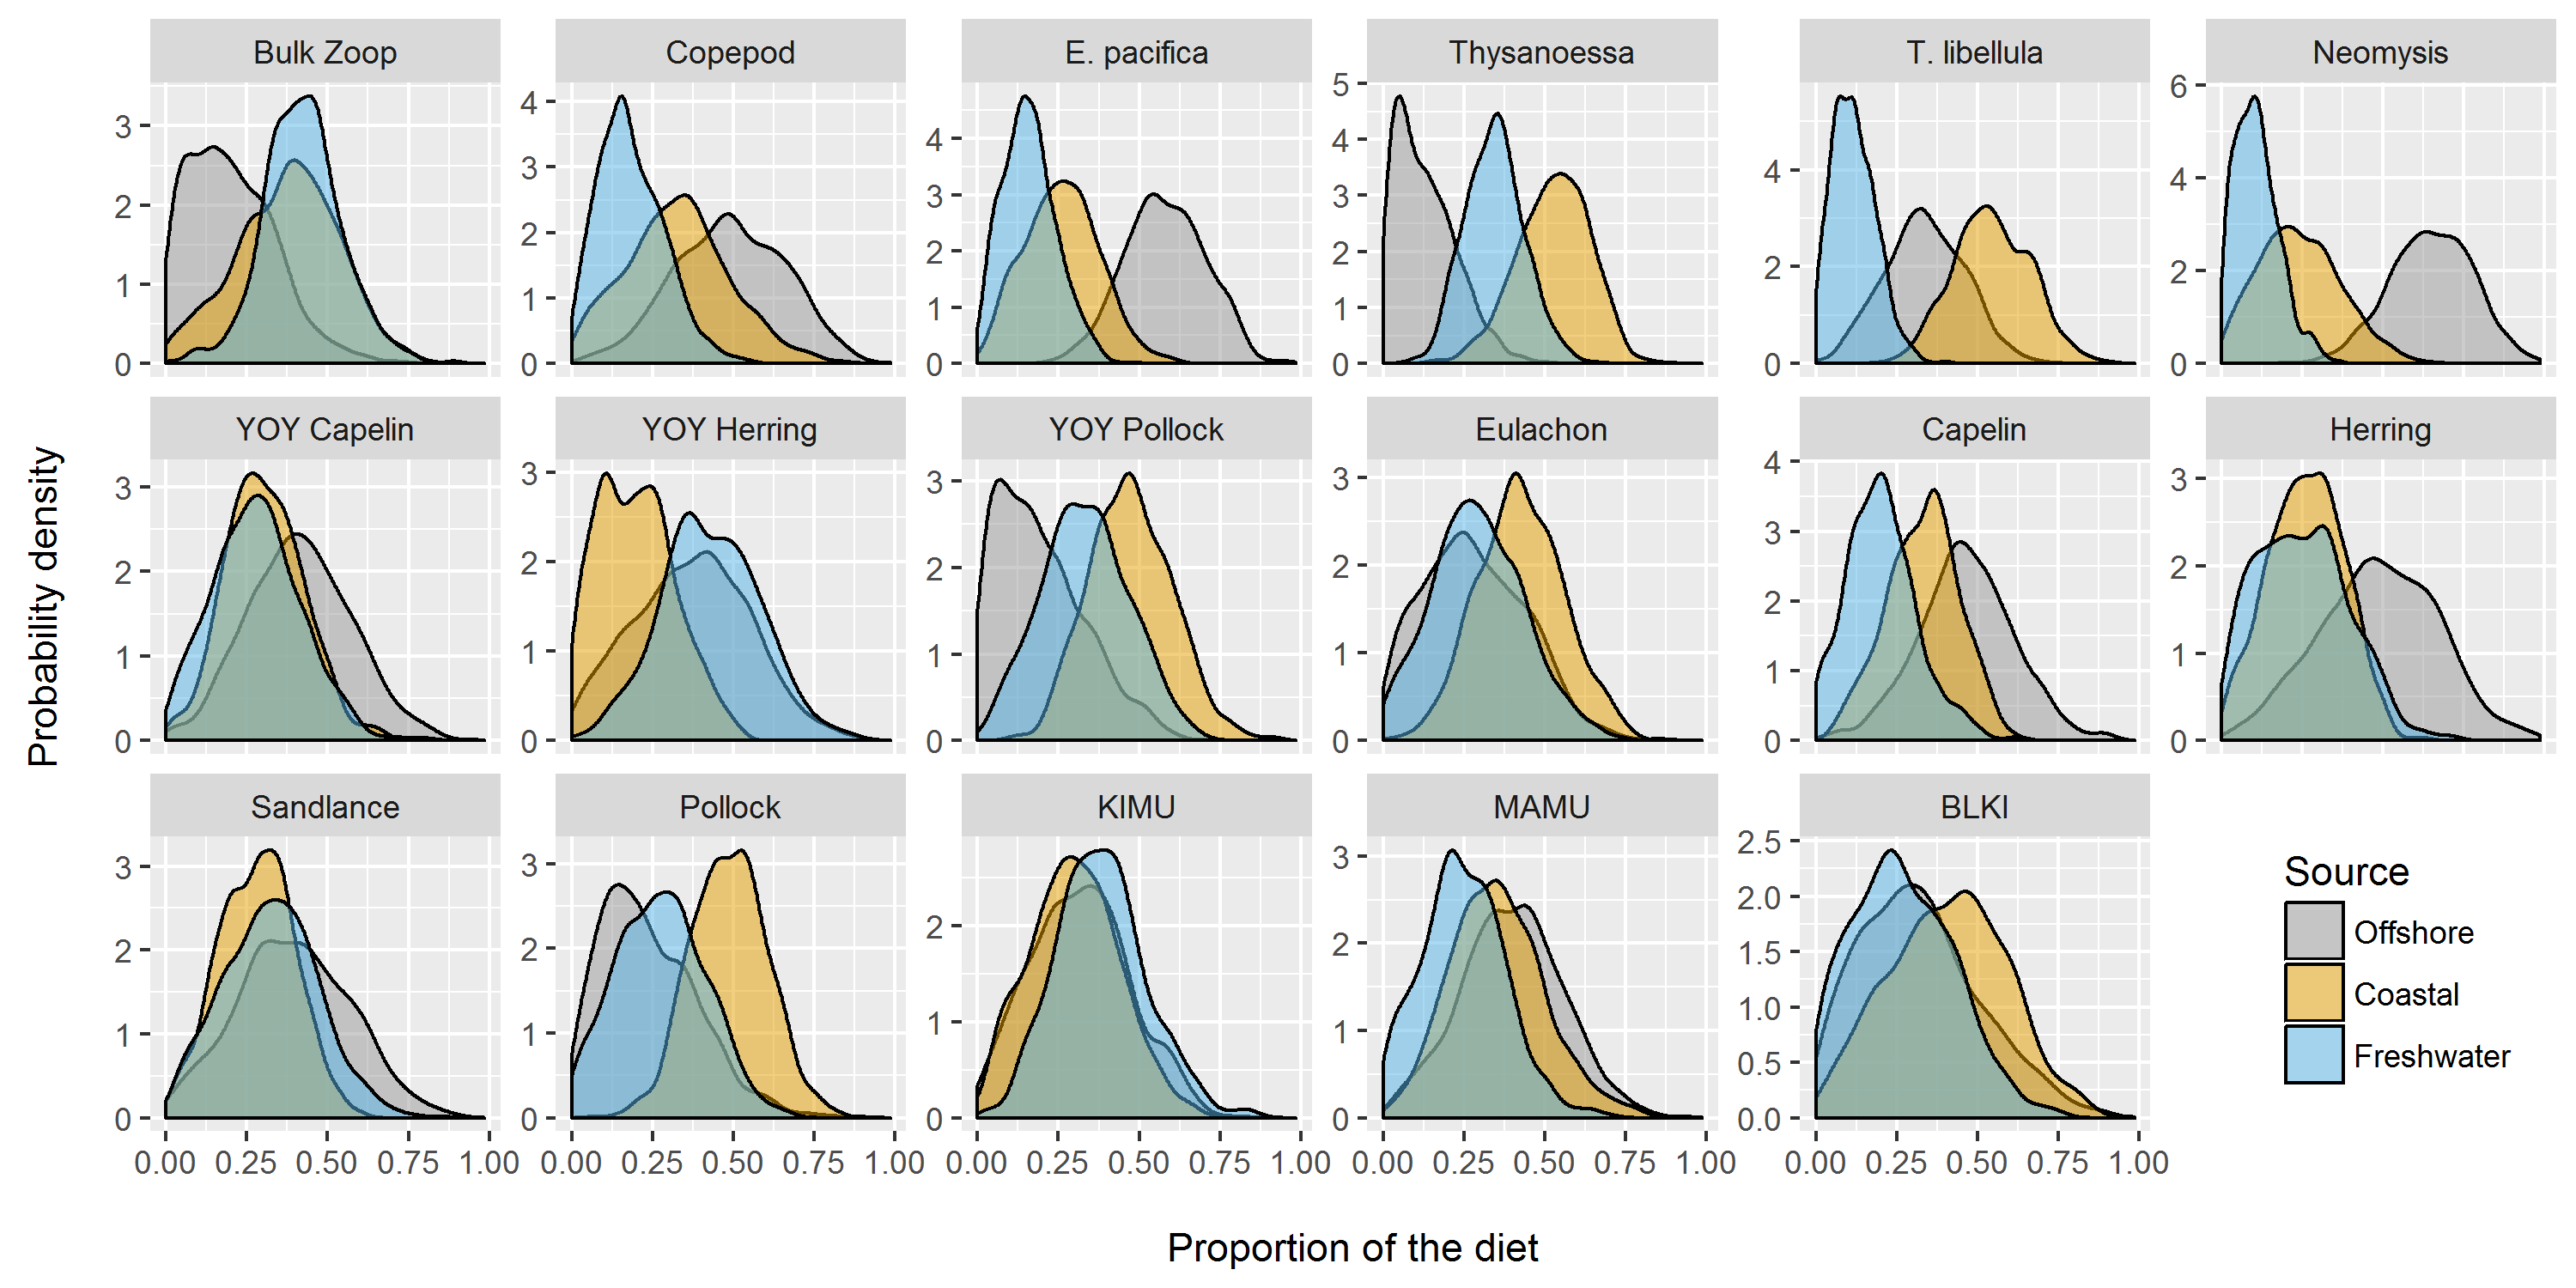 Bulk Zoop Copepod E. pacifica Thysanoessa T. libellula Neomysis
3 2 1 0
4 3 2 1 0
4 3 2 1 0
5 4 3 2 1 0
4 2 0
6 4 2 0
YOY Capelin YOY Herring YOY Pollock Eulachon Capelin Herring
3 2 1 0
3 2 1 0
3 2 1 0
3 2 1 0
4 3 2 1 0
3 2 1 0
Probability density
Sandlance Pollock KIMU MAMU BLKI
3 2 1 0
3 2 1 0
2 1 0
3 2 1 0
2.5 2.0 1.5 1.0 0.5 0.0
0.00 0.25 0.50 0.75 1.00
0.00 0.25 0.50 0.75 1.00
0.00 0.25 0.50 0.75 1.00
0.00 0.25 0.50 0.75 1.00
0.00 0.25 0.50 0.75 1.00
Proportion of the diet
Source
Offshore
Coastal
Freshwater